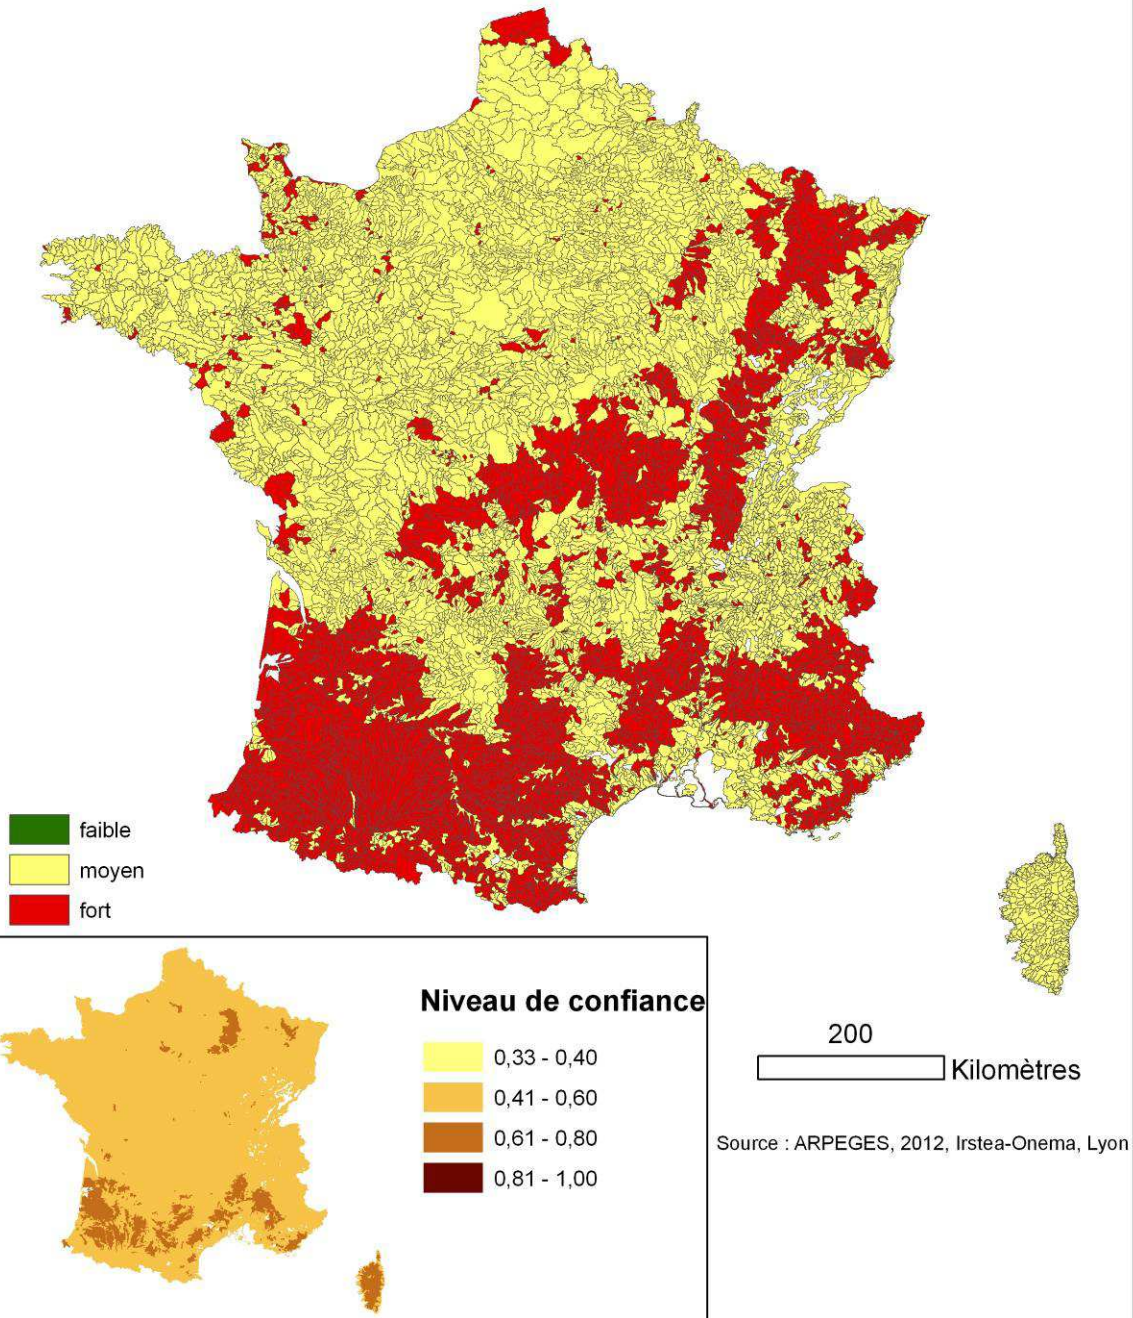 faible
moyen
fort
Niveau de confiance
0,33 - 0,40
0,41 - 0,60
0,61 - 0,80
0,81 - 1,00
200
Kilomètres
Source : ARPEGES, 2012, Irstea-Onema, Lyon